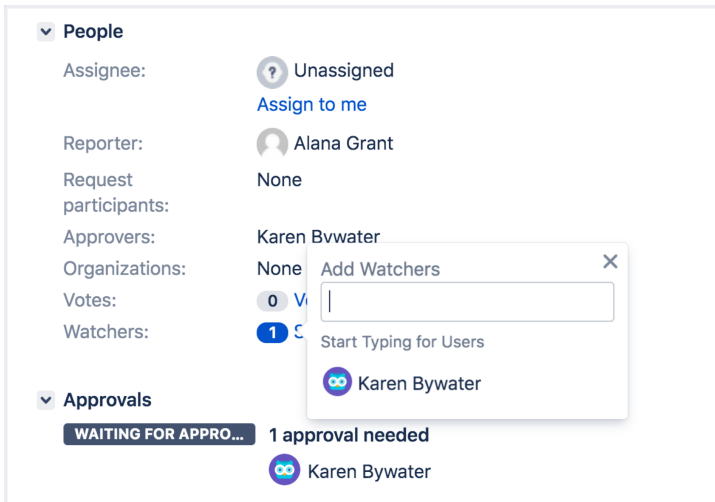 People
Assignee: Unassigned
Assign to me
Reporter: Alana Grant
Request participants: None
Approvers: Karen Bywater
Organizations: None
Votes: 0
Watchers: 1
Add Watchers
Start Typing for Users
Karen Bywater
Approvals
WAITING FOR APPRO... 1 approval needed
Karen Bywater